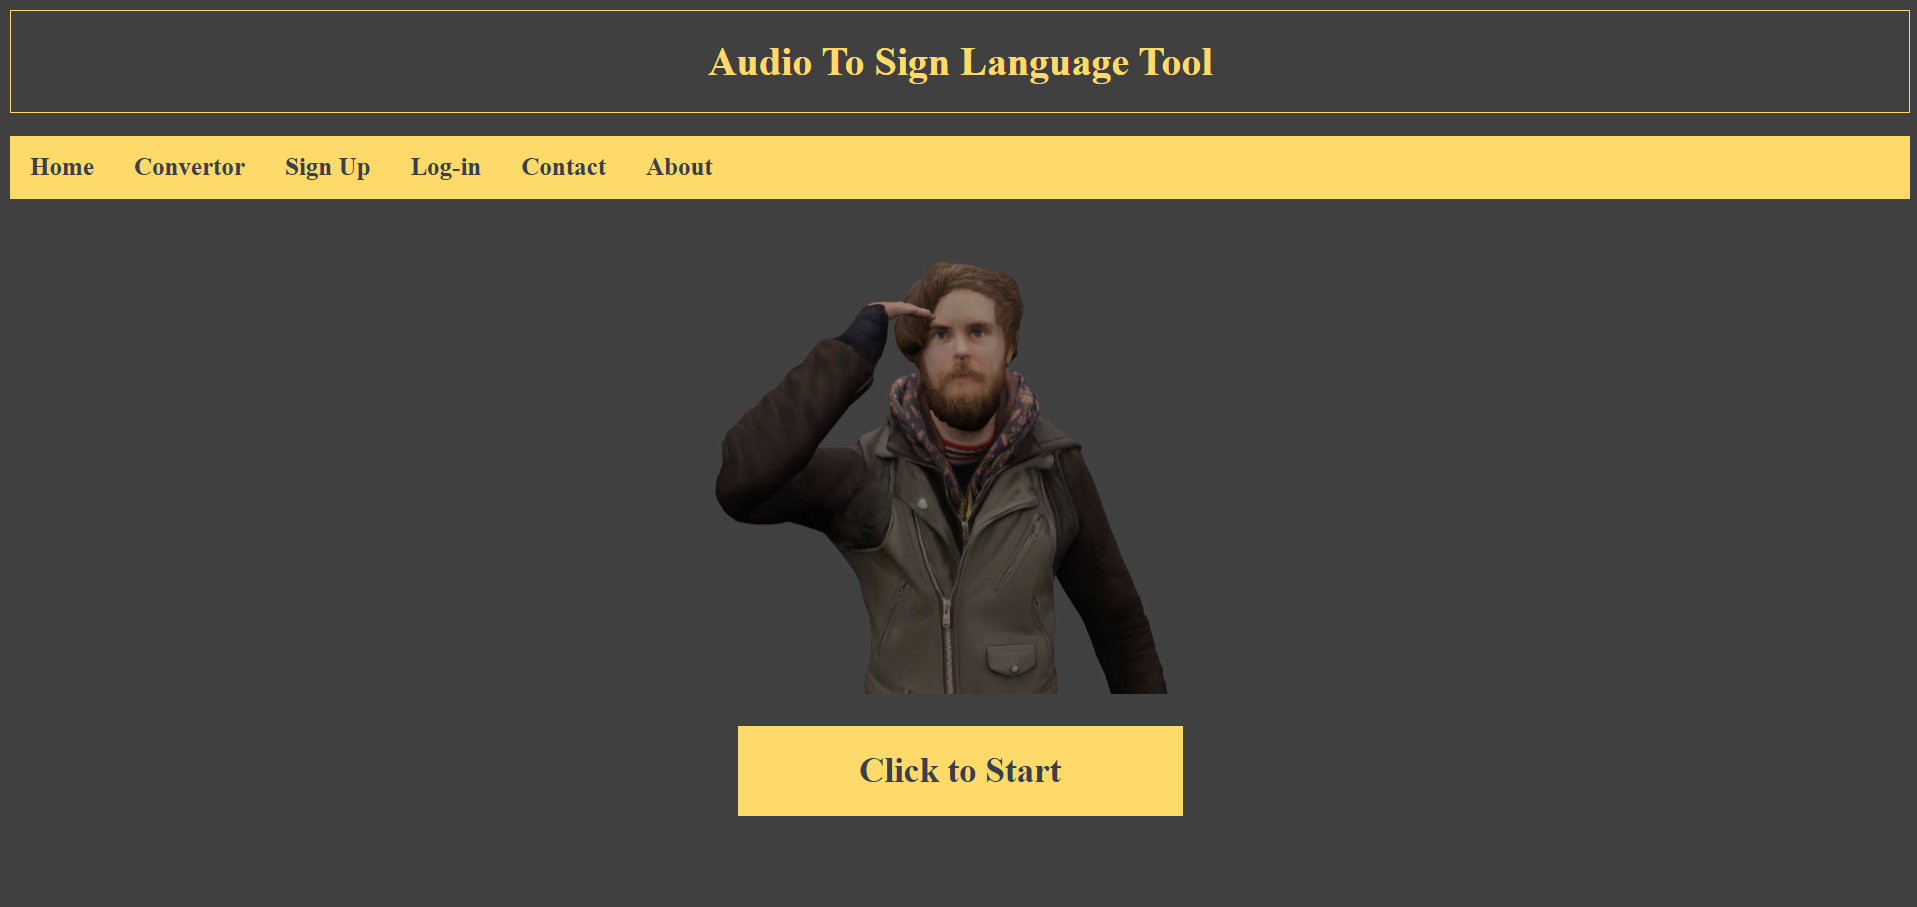 Audio To Sign Language Tool
Home Convertor Sign Up Log-in Contact About
Click to Start